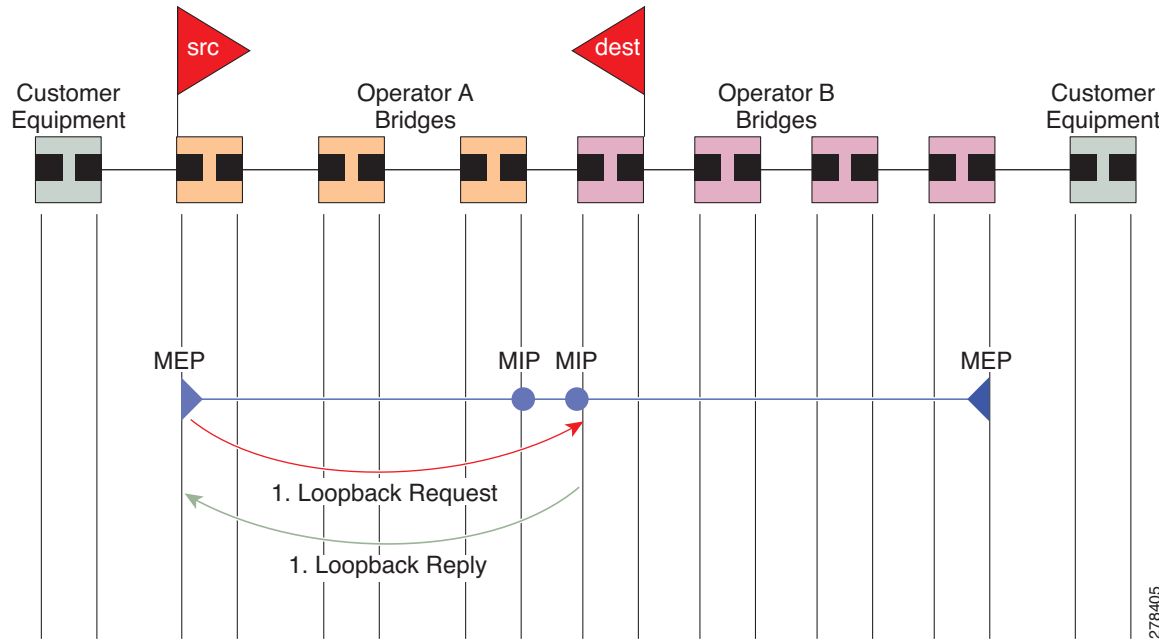 src
dest
Customer
Equipment
Operator A
Bridges
Operator B
Bridges
Customer
Equipment
MEP
MIP
MIP
MEP
1. Loopback Request
1. Loopback Reply
278405